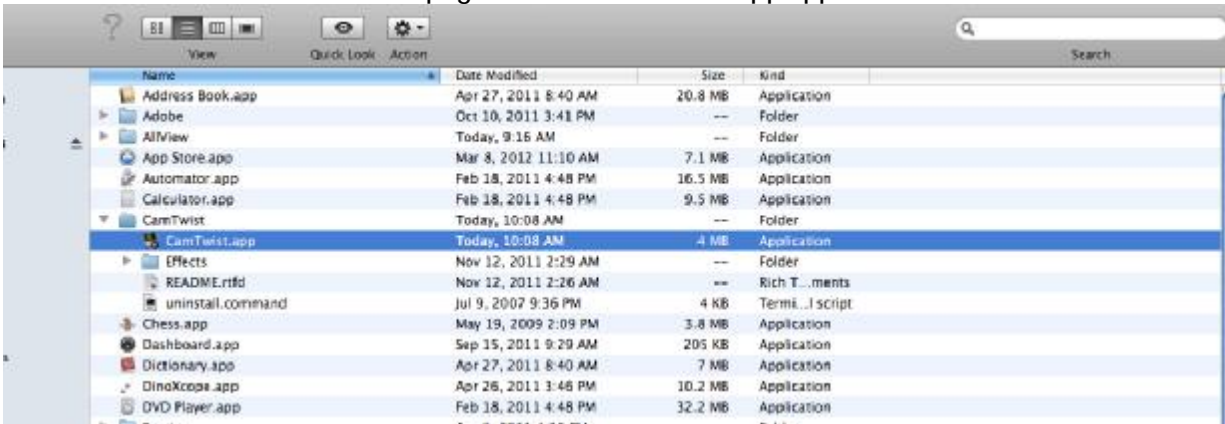 View Quick Look Action Search
Name Date Modified Size Kind
Address Book.app Apr 27, 2011 8:40 AM 20.8 MB Application
Adobe Oct 10, 2011 3:41 PM -- Folder
AllView Today, 9:16 AM -- Folder
App Store.app Mar 8, 2012 11:10 AM 7.1 MB Application
Automator.app Feb 18, 2011 4:48 PM 16.5 MB Application
Calculator.app Feb 18, 2011 4:48 PM 9.5 MB Application
CamTwist Today, 10:08 AM -- Folder
CamTwist.app Today, 10:08 AM 4 MB Application
Effects Nov 12, 2011 2:29 AM -- Folder
README.rtfd Nov 12, 2011 2:26 AM -- Rich T...ments
uninstall.command Jul 9, 2007 9:36 PM 4 KB Termi...l script
Chess.app May 19, 2009 2:09 PM 3.8 MB Application
Dashboard.app Sep 15, 2011 9:29 AM 205 KB Application
Dictionary.app Apr 27, 2011 8:40 AM 7 MB Application
DinoXcope.app Apr 26, 2011 3:46 PM 10.2 MB Application
DVD Player.app Feb 18, 2011 4:48 PM 32.2 MB Application